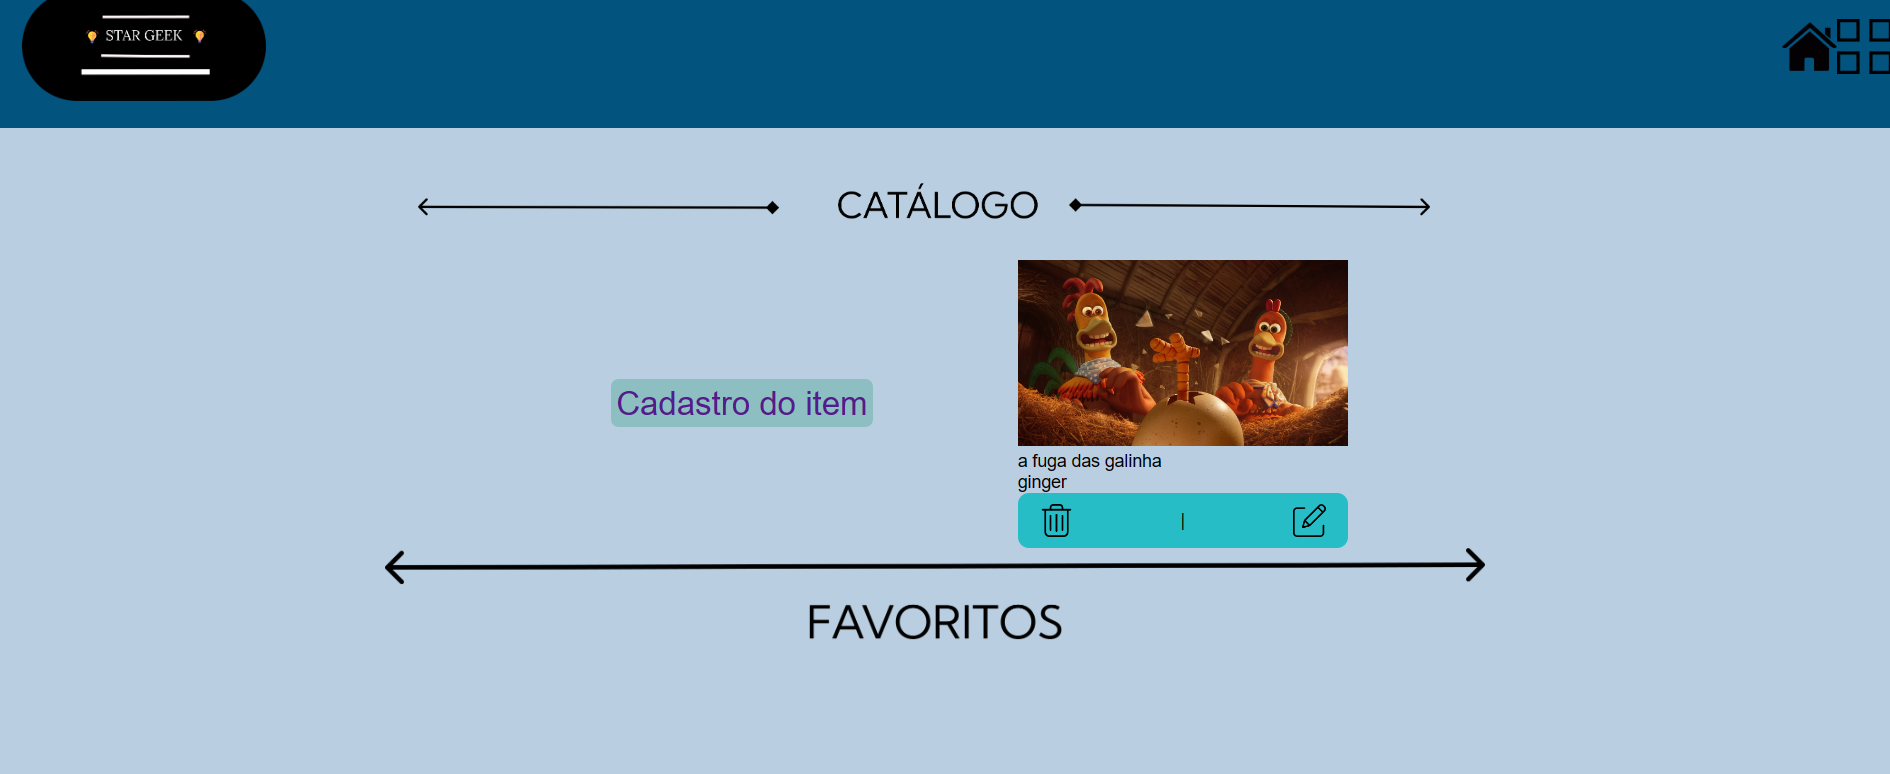 STAR GEEK
CATÁLOGO
Cadastro do item
a fuga das galinha
ginger
|
FAVORITOS